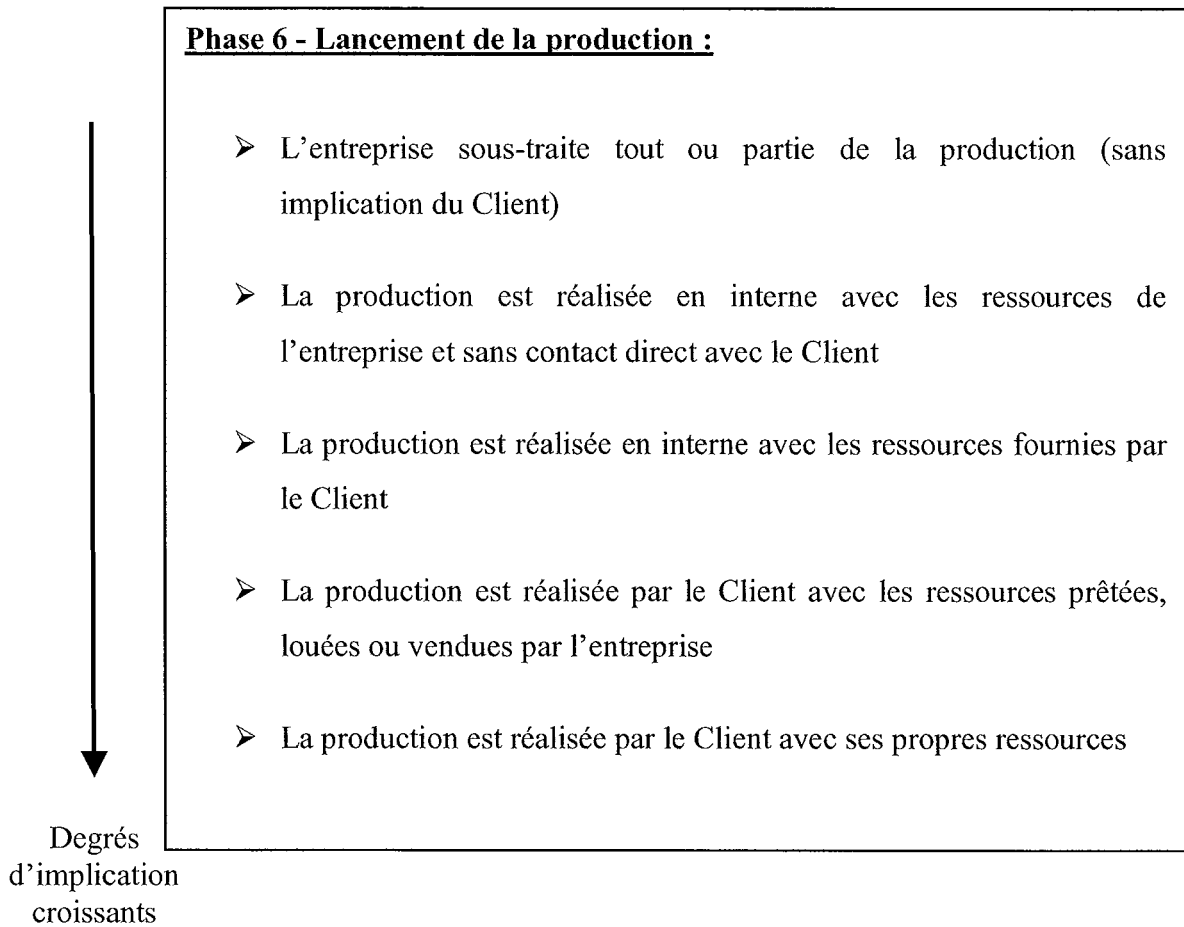 Phase 6 - Lancement de la production :
➢ L'entreprise sous-traite tout ou partie de la production (sans
implication du Client)
➢ La production est réalisée en interne avec les ressources de
l'entreprise et sans contact direct avec le Client
➢ La production est réalisée en interne avec les ressources fournies par
le Client
➢ La production est réalisée par le Client avec les ressources prêtées,
louées ou vendues par l'entreprise
➢ La production est réalisée par le Client avec ses propres ressources
Degrés
d'implication
croissants